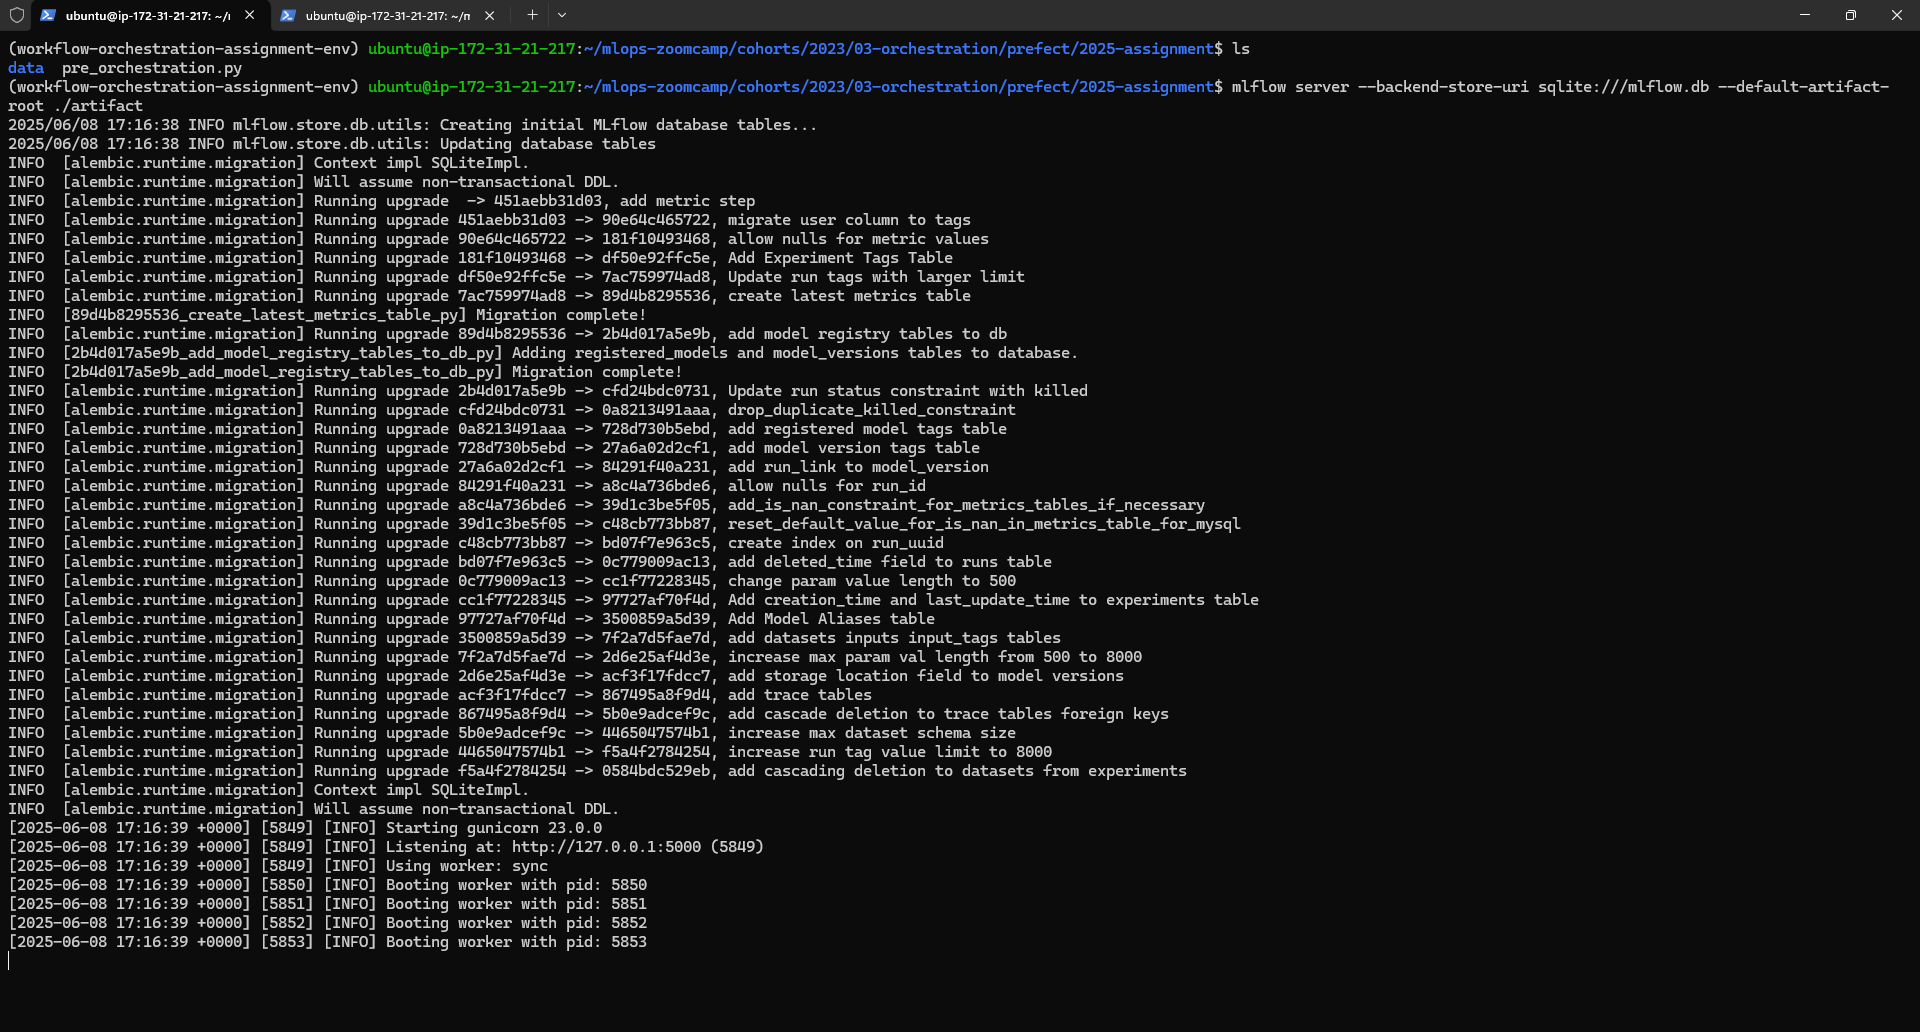 ubuntu@ip-172-31-21-217: ~/ı
ubuntu@ip-172-31-21-217: ~/m
(workflow-orchestration-assignment-env) ubuntu@ip-172-31-21-217:~/mlops-zoomcamp/cohorts/2023/03-orchestration/prefect/2025-assignment$ ls
data  pre_orchestration.py
(workflow-orchestration-assignment-env) ubuntu@ip-172-31-21-217:~/mlops-zoomcamp/cohorts/2023/03-orchestration/prefect/2025-assignment$ mlflow server --backend-store-uri sqlite:///mlflow.db --default-artifact-
root ./artifact
2025/06/08 17:16:38 INFO mlflow.store.db.utils: Creating initial MLflow database tables...
2025/06/08 17:16:38 INFO mlflow.store.db.utils: Updating database tables
INFO  [alembic.runtime.migration] Context impl SQLiteImpl.
INFO  [alembic.runtime.migration] Will assume non-transactional DDL.
INFO  [alembic.runtime.migration] Running upgrade  -> 451aebb31d03, add metric step
INFO  [alembic.runtime.migration] Running upgrade 451aebb31d03 -> 90e64c465722, migrate user column to tags
INFO  [alembic.runtime.migration] Running upgrade 90e64c465722 -> 181f10493468, allow nulls for metric values
INFO  [alembic.runtime.migration] Running upgrade 181f10493468 -> df50e92ffc5e, Add Experiment Tags Table
INFO  [alembic.runtime.migration] Running upgrade df50e92ffc5e -> 7ac759974ad8, Update run tags with larger limit
INFO  [alembic.runtime.migration] Running upgrade 7ac759974ad8 -> 89d4b8295536, create latest metrics table
INFO  [89d4b8295536_create_latest_metrics_table_py] Migration complete!
INFO  [alembic.runtime.migration] Running upgrade 89d4b8295536 -> 2b4d017a5e9b, add model registry tables to db
INFO  [2b4d017a5e9b_add_model_registry_tables_to_db_py] Adding registered_models and model_versions tables to database.
INFO  [2b4d017a5e9b_add_model_registry_tables_to_db_py] Migration complete!
INFO  [alembic.runtime.migration] Running upgrade 2b4d017a5e9b -> cfd24bdc0731, Update run status constraint with killed
INFO  [alembic.runtime.migration] Running upgrade cfd24bdc0731 -> 0a8213491aaa, drop_duplicate_killed_constraint
INFO  [alembic.runtime.migration] Running upgrade 0a8213491aaa -> 728d730b5ebd, add registered model tags table
INFO  [alembic.runtime.migration] Running upgrade 728d730b5ebd -> 27a6a02d2cf1, add model version tags table
INFO  [alembic.runtime.migration] Running upgrade 27a6a02d2cf1 -> 84291f40a231, add run_link to model_version
INFO  [alembic.runtime.migration] Running upgrade 84291f40a231 -> a8c4a736bde6, allow nulls for run_id
INFO  [alembic.runtime.migration] Running upgrade a8c4a736bde6 -> 39d1c3be5f05, add_is_nan_constraint_for_metrics_tables_if_necessary
INFO  [alembic.runtime.migration] Running upgrade 39d1c3be5f05 -> c48cb773bb87, reset_default_value_for_is_nan_in_metrics_table_for_mysql
INFO  [alembic.runtime.migration] Running upgrade c48cb773bb87 -> bd07f7e963c5, create index on run_uuid
INFO  [alembic.runtime.migration] Running upgrade bd07f7e963c5 -> 0c779009ac13, add deleted_time field to runs table
INFO  [alembic.runtime.migration] Running upgrade 0c779009ac13 -> cc1f77228345, change param value length to 500
INFO  [alembic.runtime.migration] Running upgrade cc1f77228345 -> 97727af70f4d, Add creation_time and last_update_time to experiments table
INFO  [alembic.runtime.migration] Running upgrade 97727af70f4d -> 3500859a5d39, Add Model Aliases table
INFO  [alembic.runtime.migration] Running upgrade 3500859a5d39 -> 7f2a7d5fae7d, add datasets inputs input_tags tables
INFO  [alembic.runtime.migration] Running upgrade 7f2a7d5fae7d -> 2d6e25af4d3e, increase max param val length from 500 to 8000
INFO  [alembic.runtime.migration] Running upgrade 2d6e25af4d3e -> acf3f17fdcc7, add storage location field to model versions
INFO  [alembic.runtime.migration] Running upgrade acf3f17fdcc7 -> 867495a8f9d4, add trace tables
INFO  [alembic.runtime.migration] Running upgrade 867495a8f9d4 -> 5b0e9adcef9c, add cascade deletion to trace tables foreign keys
INFO  [alembic.runtime.migration] Running upgrade 5b0e9adcef9c -> 4465047574b1, increase max dataset schema size
INFO  [alembic.runtime.migration] Running upgrade 4465047574b1 -> f5a4f2784254, increase run tag value limit to 8000
INFO  [alembic.runtime.migration] Running upgrade f5a4f2784254 -> 0584bdc529eb, add cascading deletion to datasets from experiments
INFO  [alembic.runtime.migration] Context impl SQLiteImpl.
INFO  [alembic.runtime.migration] Will assume non-transactional DDL.
[2025-06-08 17:16:39 +0000] [5849] [INFO] Starting gunicorn 23.0.0
[2025-06-08 17:16:39 +0000] [5849] [INFO] Listening at: http://127.0.0.1:5000 (5849)
[2025-06-08 17:16:39 +0000] [5849] [INFO] Using worker: sync
[2025-06-08 17:16:39 +0000] [5850] [INFO] Booting worker with pid: 5850
[2025-06-08 17:16:39 +0000] [5851] [INFO] Booting worker with pid: 5851
[2025-06-08 17:16:39 +0000] [5852] [INFO] Booting worker with pid: 5852
[2025-06-08 17:16:39 +0000] [5853] [INFO] Booting worker with pid: 5853